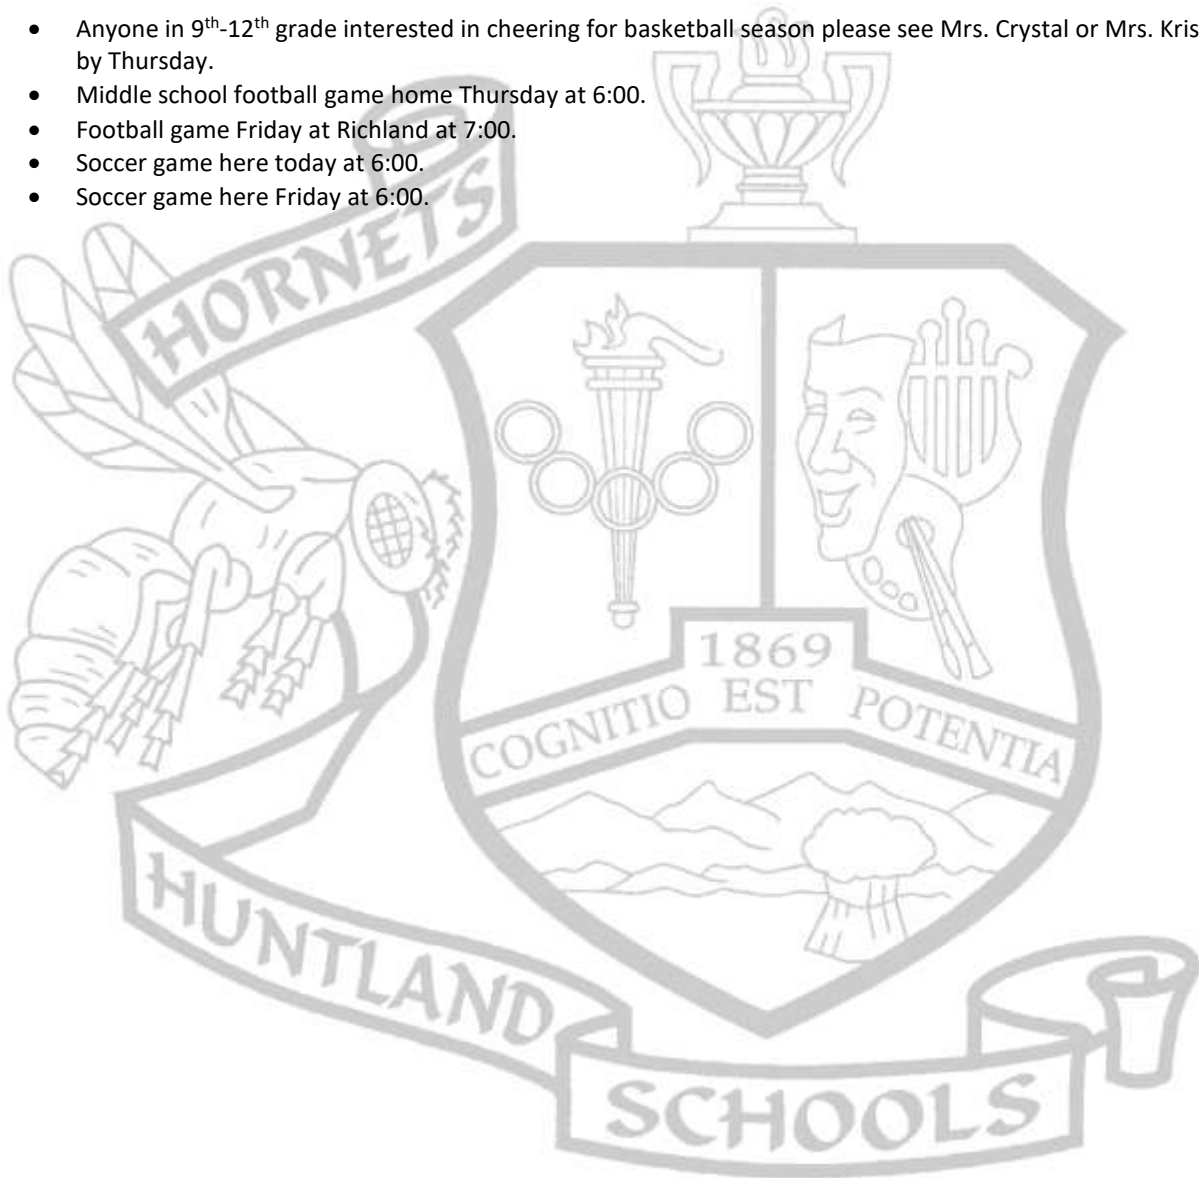 • Anyone in 9th-12th grade interested in cheering for basketball season please see Mrs. Crystal or Mrs. Kris
by Thursday.
• Middle school football game home Thursday at 6:00.
• Football game Friday at Richland at 7:00.
• Soccer game here today at 6:00.
• Soccer game here Friday at 6:00.
HORNETS
1869
COGNITIO EST POTENTIA
HUNTLAND
SCHOOLS